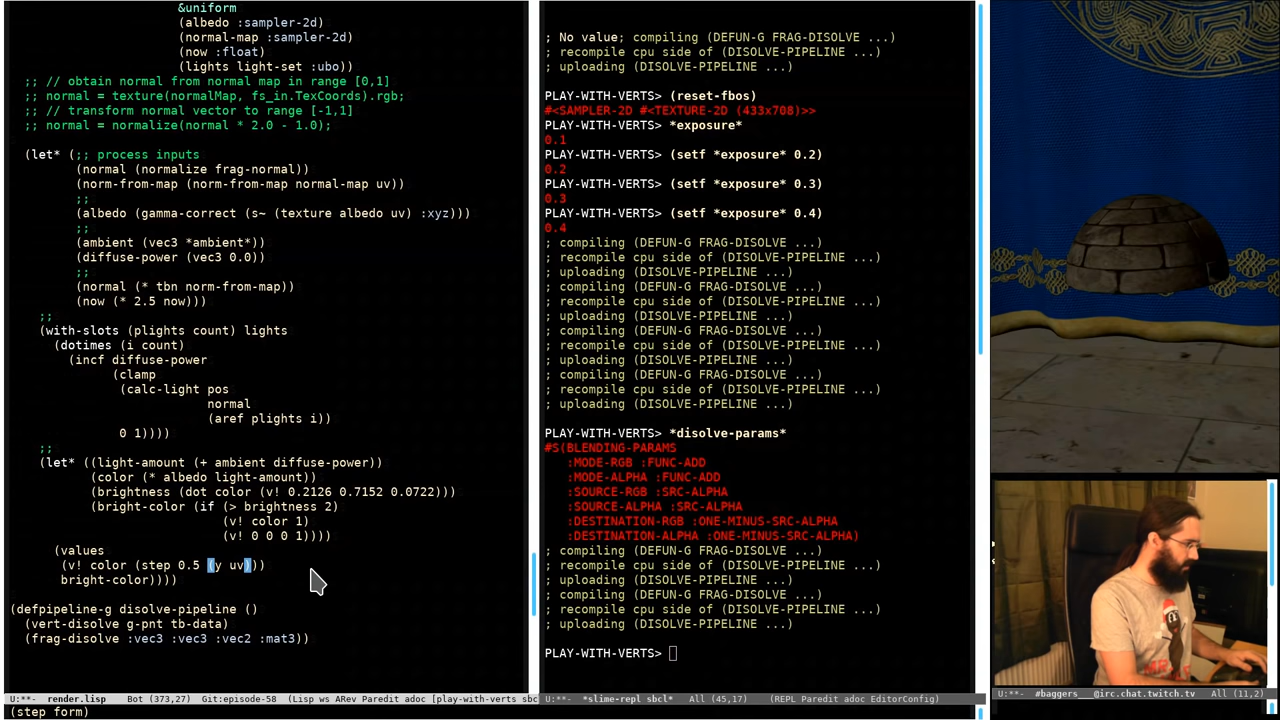 &uniform
(albedo :sampler-2d)
(normal-map :sampler-2d)
(now :float)
(lights light-set :ubo))
;; // obtain normal from normal map in range [0,1]
;; normal = texture(normalMap, fs_in.TexCoords).rgb;
;; // transform normal vector to range [-1,1]
;; normal = normalize(normal * 2.0 - 1.0);
(let* (;; process inputs
(normal (normalize frag-normal))
(norm-from-map (norm-from-map normal-map uv))
;;
(albedo (gamma-correct (s~ (texture albedo uv) :xyz)))
;;
(ambient (vec3 *ambient*))
(diffuse-power (vec3 0.0))
;;
(normal (* tbn norm-from-map))
(now (* 2.5 now)))
;;
(with-slots (plights count) lights
(dotimes (i count)
(incf diffuse-power
(clamp
(calc-light pos
normal
(aref plights i))
0 1))))
;;
(let* ((light-amount (+ ambient diffuse-power))
(color (* albedo light-amount))
(brightness (dot color (v! 0.2126 0.7152 0.0722)))
(bright-color (if (> brightness 2)
(v! color 1)
(v! 0 0 0 1))))
(values
(v! color (step 0.5 (y uv)))
bright-color))))
(defpipeline-g disolve-pipeline ()
(vert-disolve g-pnt tb-data)
(frag-disolve :vec3 :vec3 :vec2 :mat3))
U:**- render.lisp Bot (373,27) Git:episode-58 (Lisp ws ARev Paredit adoc [play-with-verts sbc
(step form)
; No value; compiling (DEFUN-G FRAG-DISOLVE ...)
; recompile cpu side of (DISOLVE-PIPELINE ...)
; uploading (DISOLVE-PIPELINE ...)
PLAY-WITH-VERTS> (reset-fbos)
#<SAMPLER-2D #<TEXTURE-2D (433x708)>>
PLAY-WITH-VERTS> *exposure*
0.1
PLAY-WITH-VERTS> (setf *exposure* 0.2)
0.2
PLAY-WITH-VERTS> (setf *exposure* 0.3)
0.3
PLAY-WITH-VERTS> (setf *exposure* 0.4)
0.4
; compiling (DEFUN-G FRAG-DISOLVE ...)
; recompile cpu side of (DISOLVE-PIPELINE ...)
; uploading (DISOLVE-PIPELINE ...)
; compiling (DEFUN-G FRAG-DISOLVE ...)
; recompile cpu side of (DISOLVE-PIPELINE ...)
; uploading (DISOLVE-PIPELINE ...)
; compiling (DEFUN-G FRAG-DISOLVE ...)
; recompile cpu side of (DISOLVE-PIPELINE ...)
; uploading (DISOLVE-PIPELINE ...)
; compiling (DEFUN-G FRAG-DISOLVE ...)
; recompile cpu side of (DISOLVE-PIPELINE ...)
; uploading (DISOLVE-PIPELINE ...)
PLAY-WITH-VERTS> *disolve-params*
#S(BLENDING-PARAMS
:MODE-RGB :FUNC-ADD
:MODE-ALPHA :FUNC-ADD
:SOURCE-RGB :SRC-ALPHA
:SOURCE-ALPHA :SRC-ALPHA
:DESTINATION-RGB :ONE-MINUS-SRC-ALPHA
:DESTINATION-ALPHA :ONE-MINUS-SRC-ALPHA)
; compiling (DEFUN-G FRAG-DISOLVE ...)
; recompile cpu side of (DISOLVE-PIPELINE ...)
; uploading (DISOLVE-PIPELINE ...)
; compiling (DEFUN-G FRAG-DISOLVE ...)
; recompile cpu side of (DISOLVE-PIPELINE ...)
; uploading (DISOLVE-PIPELINE ...)
PLAY-WITH-VERTS>
U:**- *slime-repl sbcl* All (45,17) (REPL Paredit adoc EditorConfig)
U:**- #baggers___@irc.chat.twitch.tv All (11,2)